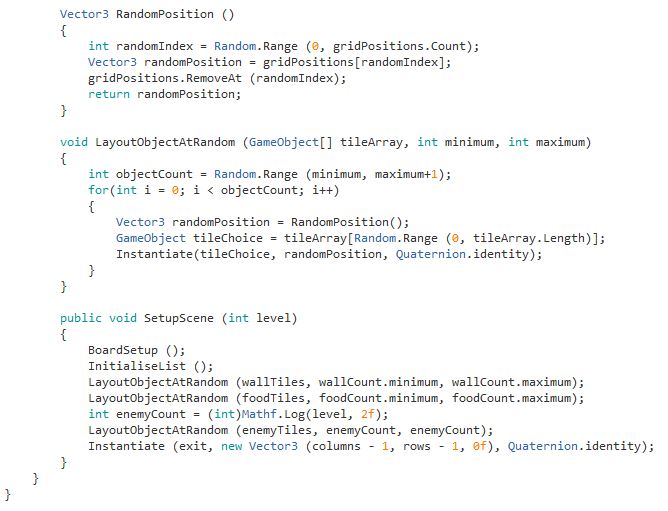 Vector3 RandomPosition ()
{
int randomIndex = Random.Range (0, gridPositions.Count);
Vector3 randomPosition = gridPositions[randomIndex];
gridPositions.RemoveAt (randomIndex);
return randomPosition;
}
void LayoutObjectAtRandom (GameObject[] tileArray, int minimum, int maximum)
{
int objectCount = Random.Range (minimum, maximum+1);
for(int i = 0; i < objectCount; i++)
{
Vector3 randomPosition = RandomPosition();
GameObject tileChoice = tileArray[Random.Range (0, tileArray.Length)];
Instantiate(tileChoice, randomPosition, Quaternion.identity);
}
}
public void SetupScene (int level)
{
BoardSetup ();
InitialiseList ();
LayoutObjectAtRandom (wallTiles, wallCount.minimum, wallCount.maximum);
LayoutObjectAtRandom (foodTiles, foodCount.minimum, foodCount.maximum);
int enemyCount = (int)Mathf.Log(level, 2f);
LayoutObjectAtRandom (enemyTiles, enemyCount, enemyCount);
Instantiate (exit, new Vector3 (columns - 1, rows - 1, 0f), Quaternion.identity);
}
}
}